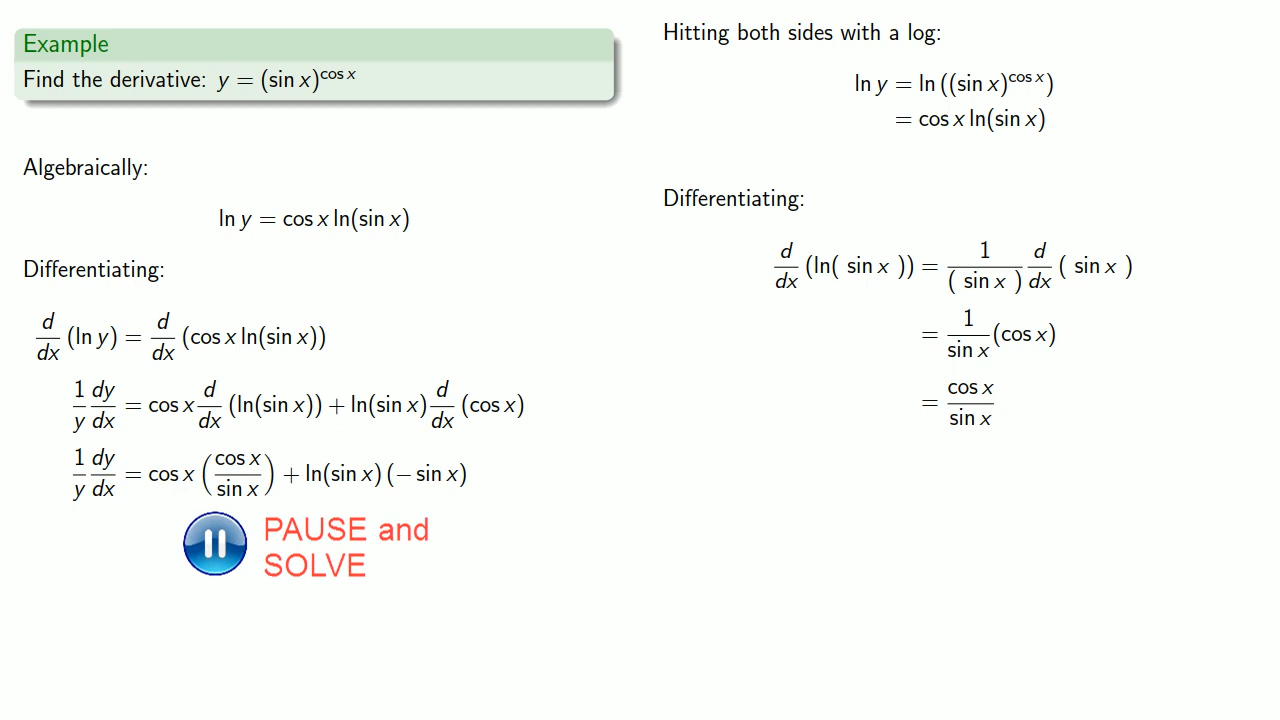 Example
Find the derivative: y = (sin x)^{cos x}
Algebraically:
ln y = cos x ln(sin x)
Differentiating:
d/dx (ln y) = d/dx (cos x ln(sin x))
1/y dy/dx = cos x d/dx (ln(sin x)) + ln(sin x) d/dx (cos x)
1/y dy/dx = cos x (cos x/sin x) + ln(sin x) (− sin x)
PAUSE and
SOLVE
Hitting both sides with a log:
ln y = ln ((sin x)^{cos x})
= cos x ln(sin x)
Differentiating:
d/dx (ln( sin x )) = 1/( sin x ) d/dx ( sin x )
= 1/sin x (cos x)
= cos x/sin x